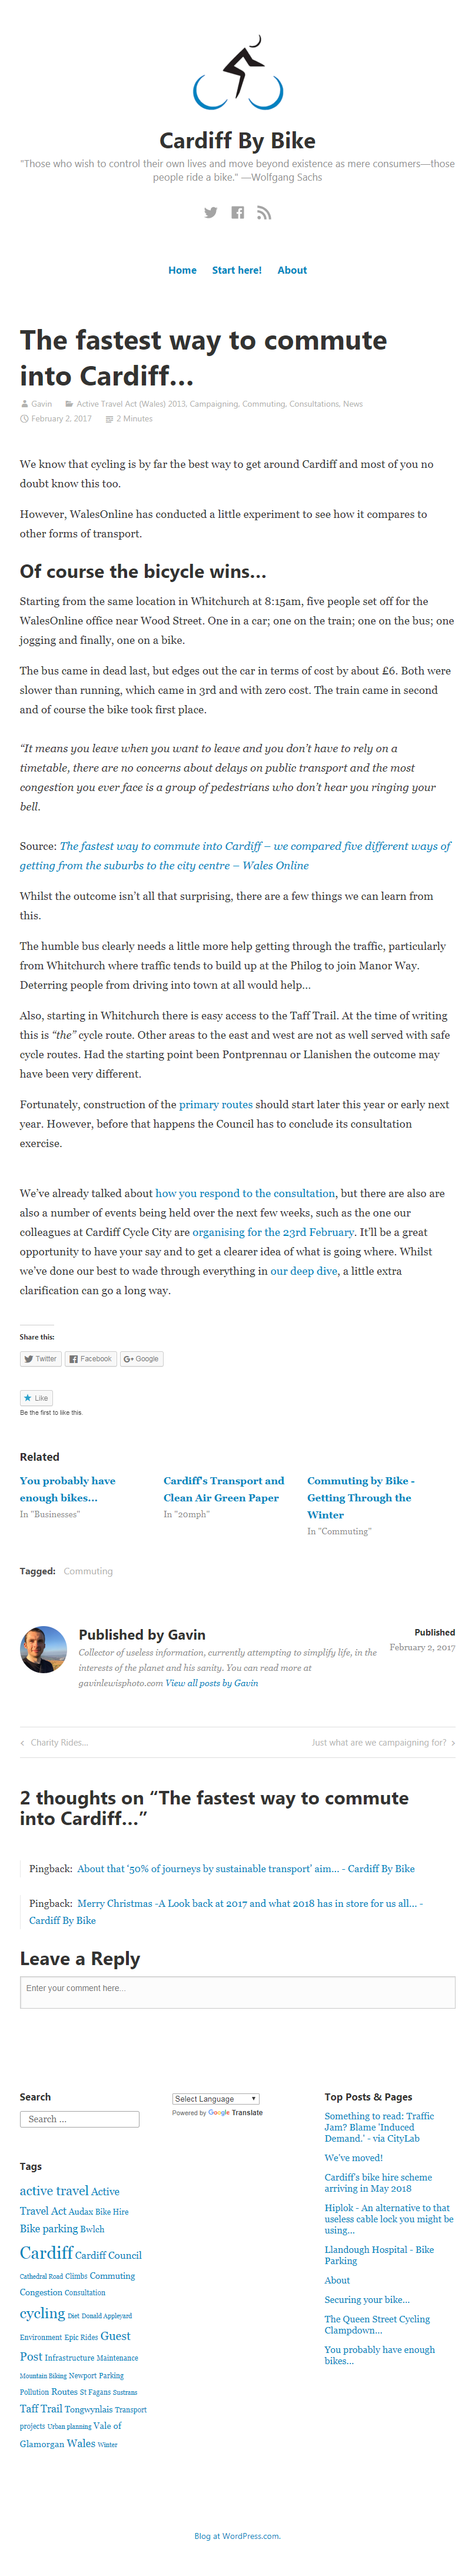 Cardiff By Bike
"Those who wish to control their own lives and move beyond existence as mere consumers—those
people ride a bike." —Wolfgang Sachs
Home Start here! About
The fastest way to commute
into Cardiff…
Gavin Active Travel Act (Wales) 2013, Campaigning, Commuting, Consultations, News
February 2, 2017 2 Minutes
We know that cycling is by far the best way to get around Cardiff and most of you no
doubt know this too.
However, WalesOnline has conducted a little experiment to see how it compares to
other forms of transport.
Of course the bicycle wins…
Starting from the same location in Whitchurch at 8:15am, five people set off for the
WalesOnline office near Wood Street. One in a car; one on the train; one on the bus; one
jogging and finally, one on a bike.
The bus came in dead last, but edges out the car in terms of cost by about £6. Both were
slower than running, which came in 3rd and with zero cost. The train came in second
and of course the bike took first place.
“It means you leave when you want to leave and you don’t have to rely on a
timetable, there are no concerns about delays on public transport and the most
congestion you ever face is a group of pedestrians who don’t hear you ringing your
bell.
Source: The fastest way to commute into Cardiff – we compared five different ways of
getting from the suburbs to the city centre – Wales Online
Whilst the outcome isn’t all that surprising, there are a few things we can learn from
this.
The humble bus clearly needs a little more help getting through the traffic, particularly
from Whitchurch where traffic tends to build up at the Philog to join Manor Way.
Deterring people from driving into town at all would help…
Also, starting in Whitchurch there is easy access to the Taff Trail. At the time of writing
this is “the” cycle route. Other areas to the east and west are not as well served with safe
cycle routes. Had the starting point been Pontprennau or Llanishen the outcome may
have been very different.
Fortunately, construction of the primary routes should start later this year or early next
year. However, before that happens the Council has to conclude its consultation
exercise.
We’ve already talked about how you respond to the consultation, but there are also are
also a number of events being held over the next few weeks, such as the one our
colleagues at Cardiff Cycle City are organising for the 23rd February. It’ll be a great
opportunity to have your say and to get a clearer idea of what is going where. Whilst
we’ve done our best to wade through everything in our deep dive, a little extra
clarification can go a long way.
Share this:
Twitter Facebook Google
Like
Be the first to like this.
Related
You probably have
enough bikes…
In "Businesses"
Cardiff's Transport and
Clean Air Green Paper
In "20mph"
Commuting by Bike -
Getting Through the
Winter
In "Commuting"
Tagged: Commuting
Published by Gavin
Collector of useless information, currently attempting to simplify life, in the
interests of the planet and his sanity. You can read more at
gavinlewisphoto.com View all posts by Gavin
Published
February 2, 2017
‹ Charity Rides…
Just what are we campaigning for? ›
2 thoughts on “The fastest way to commute
into Cardiff…”
Pingback: About that ‘50% of journeys by sustainable transport’ aim… - Cardiff By Bike
Pingback: Merry Christmas -A Look back at 2017 and what 2018 has in store for us all… -
Cardiff By Bike
Leave a Reply
Enter your comment here...
Search
Search …
Tags
active travel Active
Travel Act Audax Bike Hire
Bike parking Bwlch
Cardiff Cardiff Council
Cathedral Road Climbs Commuting
Congestion Consultation
cycling Diet Donald Appleyard
Environment Epic Rides Guest
Post Infrastructure Maintenance
Mountain Biking Newport Parking
Pollution Routes St Fagans Sustrans
Taff Trail Tongwynlais Transport
projects Urban planning Vale of
Glamorgan Wales Winter
Select Language
Powered by Google Translate
Top Posts & Pages
Something to read: Traffic
Jam? Blame 'Induced
Demand.' - via CityLab
We've moved!
Cardiff's bike hire scheme
arriving in May 2018
Hiplok - An alternative to that
useless cable lock you might be
using…
Llandough Hospital - Bike
Parking
About
Securing your bike…
The Queen Street Cycling
Clampdown…
You probably have enough
bikes…
Blog at WordPress.com.